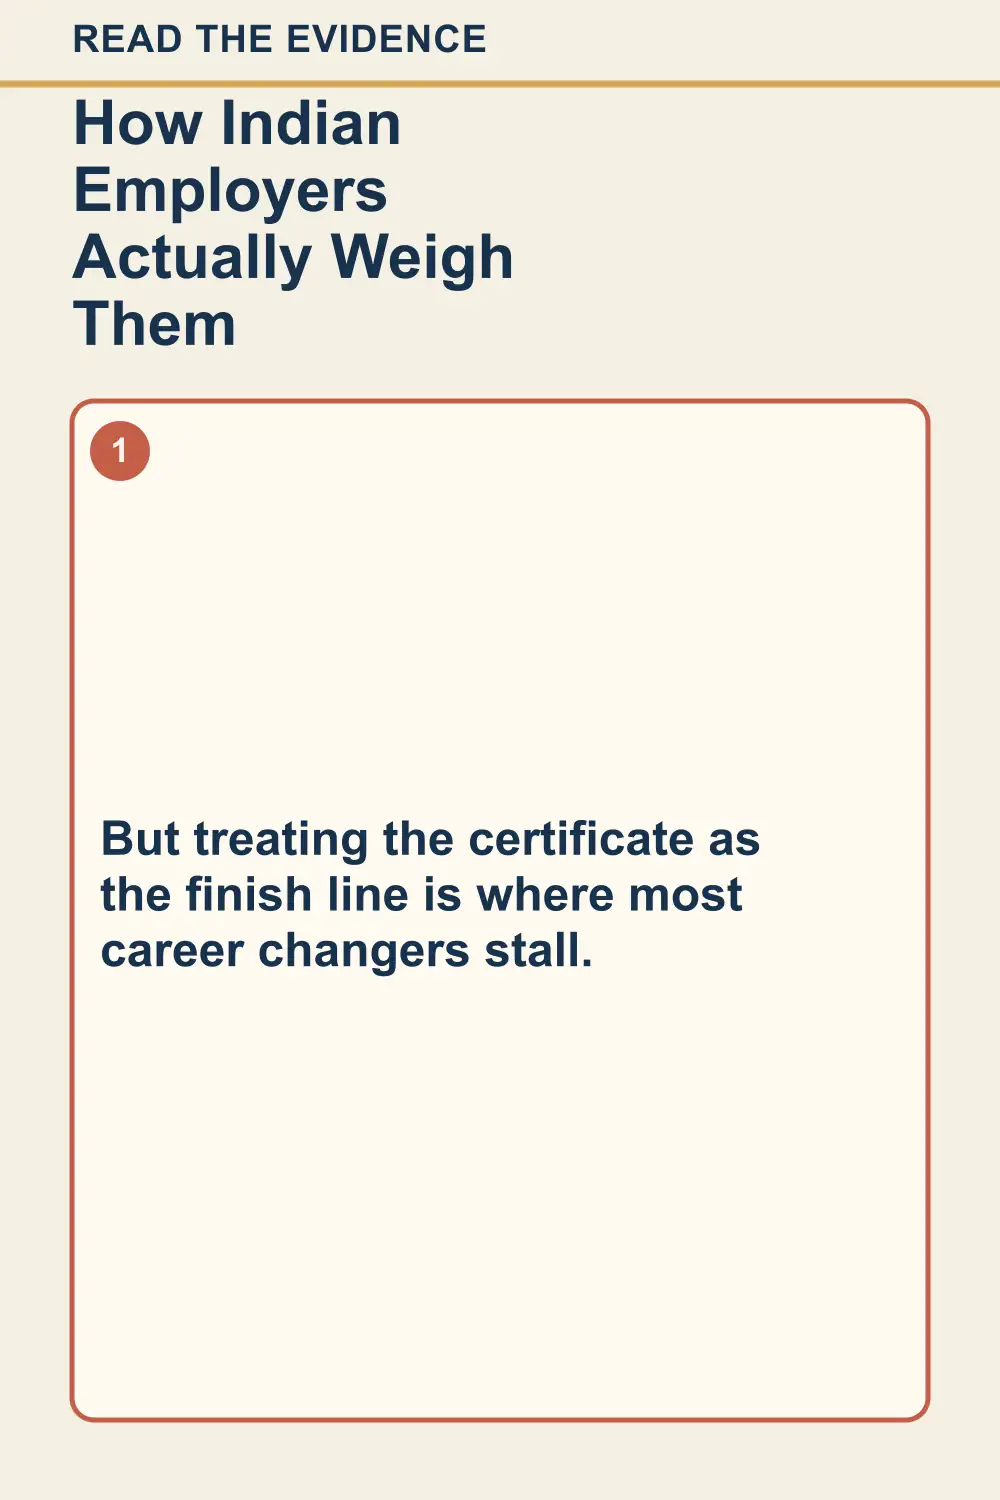 READ THE EVIDENCE
How Indian
Employers
Actually Weigh
Them
1
But treating the certificate as
the finish line is where most
career changers stall.